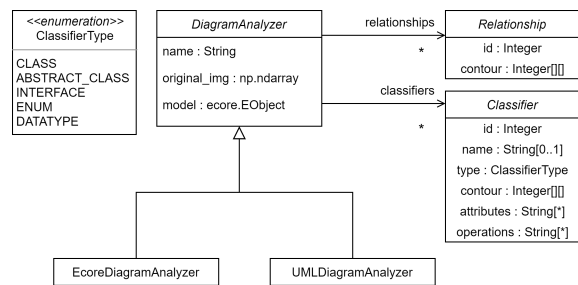 <<enumeration>>
ClassifierType
CLASS
ABSTRACT_CLASS
INTERFACE
ENUM
DATATYPE
DiagramAnalyzer
name : String
original_img : np.ndarray
model : ecore.EObject
relationships
*
classifiers
*
Relationship
id : Integer
contour : Integer[][]
Classifier
id : Integer
name : String[0..1]
type : ClassifierType
contour : Integer[][]
attributes : String[*]
operations : String[*]
EcoreDiagramAnalyzer
UMLDiagramAnalyzer